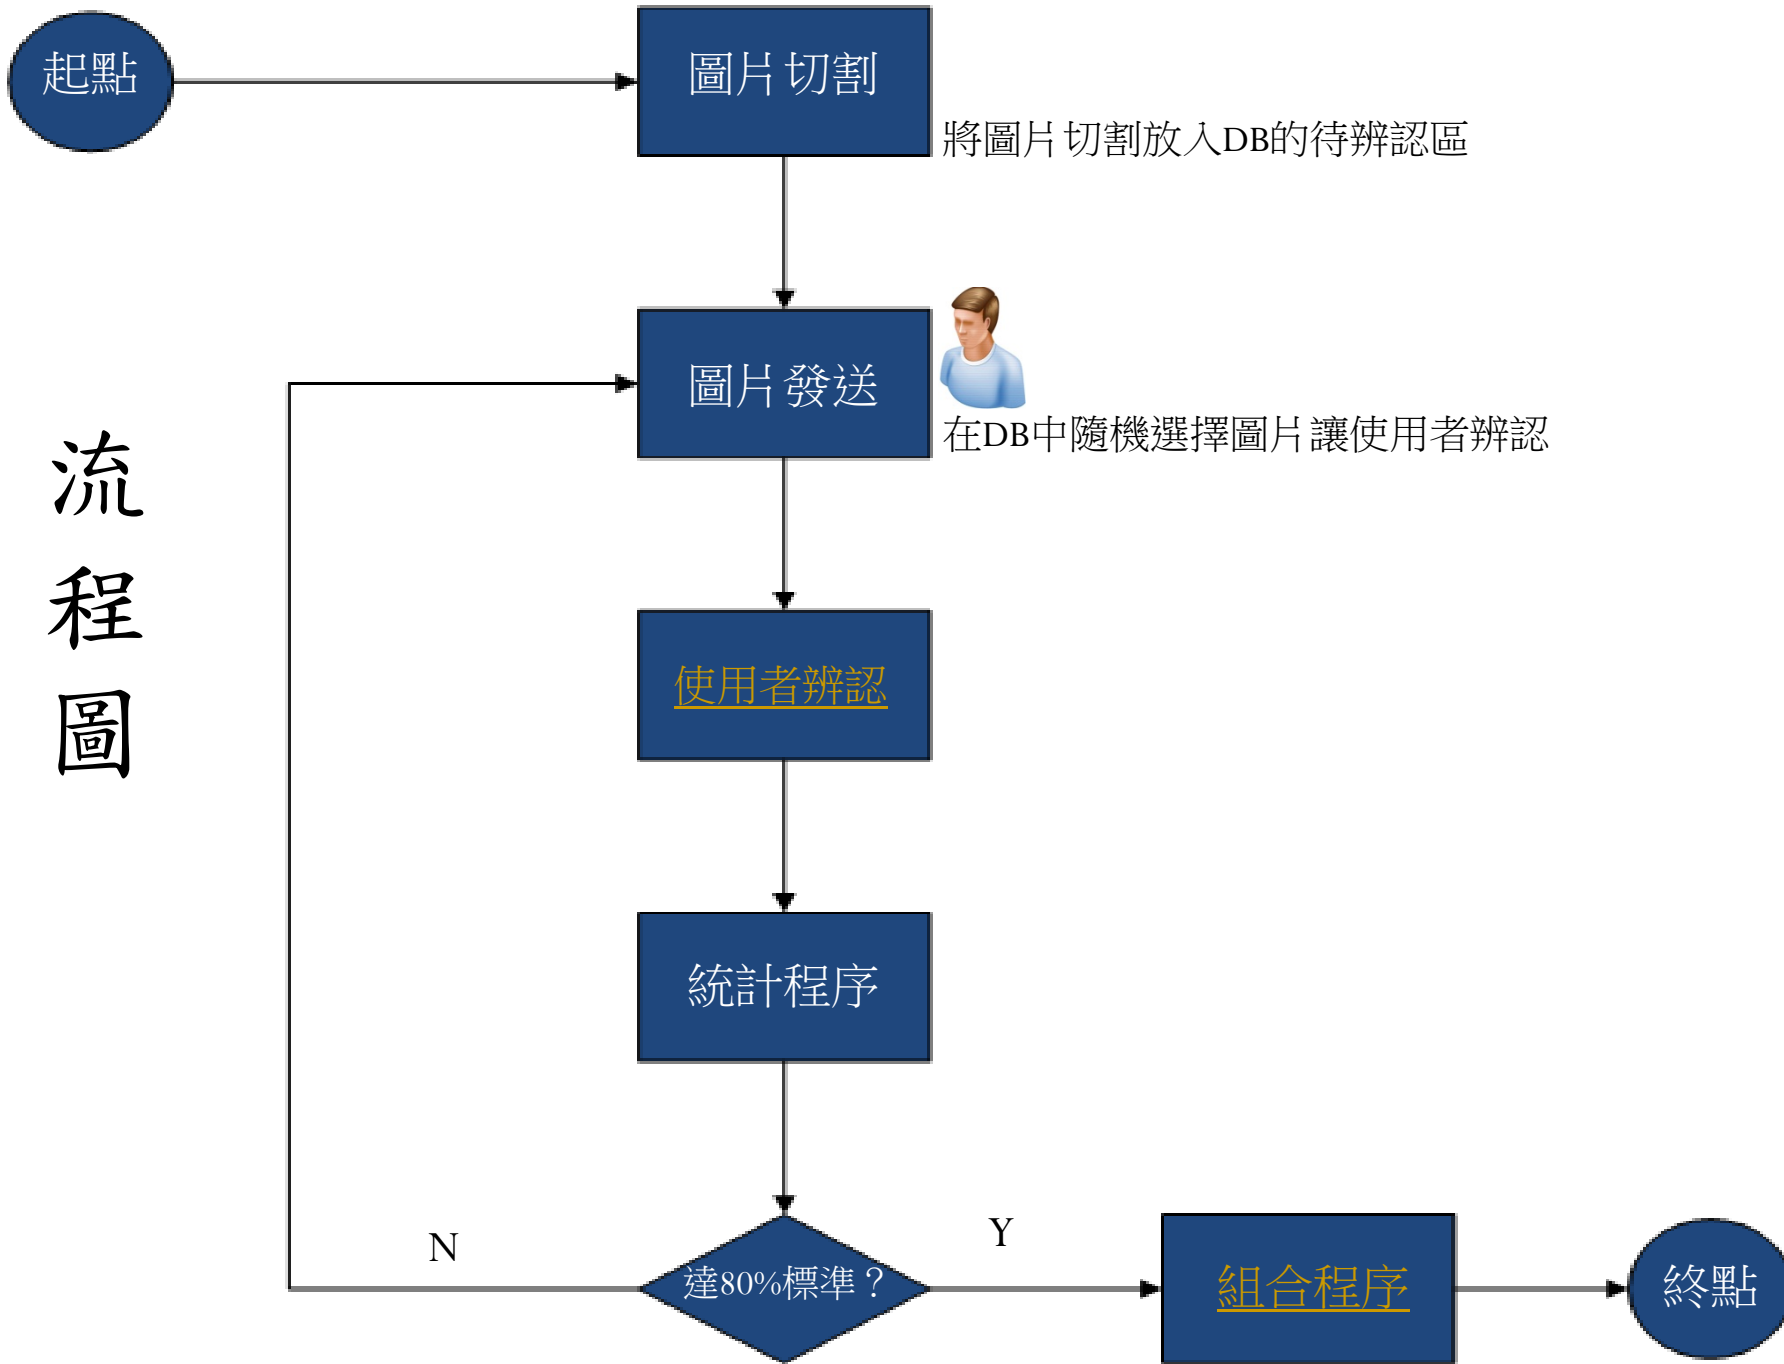 起點
圖片切割
將圖片切割放入DB的待辨認區
圖片發送
在DB中隨機選擇圖片讓使用者辨認
流
程
圖
使用者辨認
統計程序
N
達80%標準？
Y
組合程序
終點